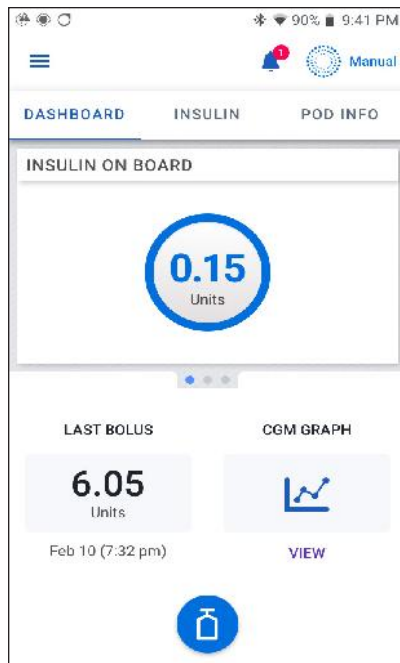 90% 9:41 PM
1
Manual
DASHBOARD INSULIN POD INFO
INSULIN ON BOARD
0.15
Units
LAST BOLUS CGM GRAPH
6.05
Units
Feb 10 (7:32 pm) VIEW